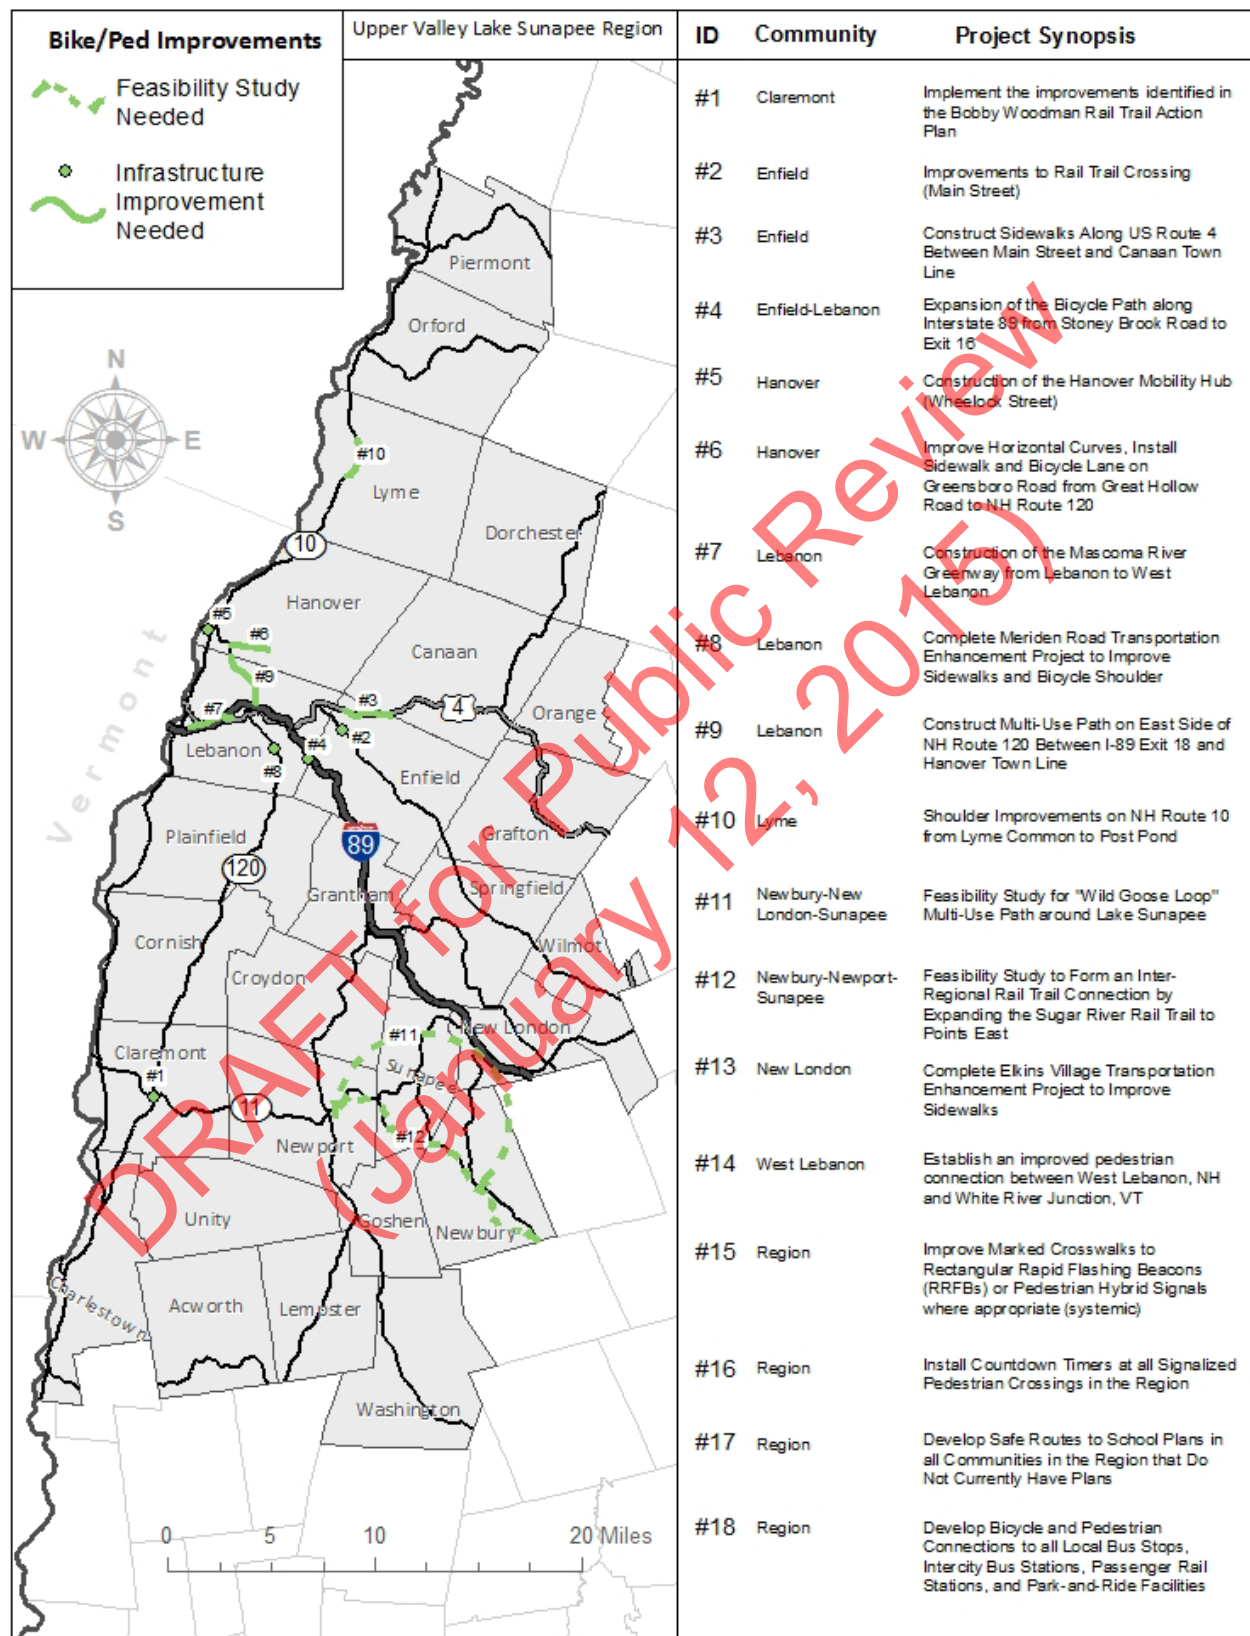 Bike/Ped Improvements
Feasibility Study
Needed
Infrastructure
Improvement
Needed
Upper Valley Lake Sunapee Region
N
W
E
S
Vermont
Piermont
Orford
#10
Lyme
Dorchester
10
Hanover
#5
#6
Canaan
#9
#3
4
Orange
#7
#2
Lebanon
#4
#8
Enfield
Plainfield
89
Grafton
120
Grantham
Springfield
Cornish
Wilmot
Croydon
New London
#11
Claremont
Sunapee
#1
11
#12
Newport
Unity
Goshen
Newbury
Charlestown
Acworth
Lempster
Washington
0 5 10 20 Miles
ID Community Project Synopsis
#1 Claremont Implement the improvements identified in
the Bobby Woodman Rail Trail Action
Plan
#2 Enfield Improvements to Rail Trail Crossing
(Main Street)
#3 Enfield Construct Sidewalks Along US Route 4
Between Main Street and Canaan Town
Line
#4 Enfield-Lebanon Expansion of the Bicycle Path along
Interstate 89 from Stoney Brook Road to
Exit 16
#5 Hanover Construction of the Hanover Mobility Hub
(Wheelock Street)
#6 Hanover Improve Horizontal Curves, Install
Sidewalk and Bicycle Lane on
Greensboro Road from Great Hollow
Road to NH Route 120
#7 Lebanon Construction of the Mascoma River
Greenway from Lebanon to West
Lebanon
#8 Lebanon Complete Meriden Road Transportation
Enhancement Project to Improve
Sidewalks and Bicycle Shoulder
#9 Lebanon Construct Multi-Use Path on East Side of
NH Route 120 Between I-89 Exit 18 and
Hanover Town Line
#10 Lyme Shoulder Improvements on NH Route 10
from Lyme Common to Post Pond
#11 Newbury-New Feasibility Study for "Wild Goose Loop"
London-Sunapee Multi-Use Path around Lake Sunapee
#12 Newbury-Newport- Feasibility Study to Form an Inter-
Sunapee Regional Rail Trail Connection by
Expanding the Sugar River Rail Trail to
Points East
#13 New London Complete Elkins Village Transportation
Enhancement Project to Improve
Sidewalks
#14 West Lebanon Establish an improved pedestrian
connection between West Lebanon, NH
and White River Junction, VT
#15 Region Improve Marked Crosswalks to
Rectangular Rapid Flashing Beacons
(RRFBs) or Pedestrian Hybrid Signals
where appropriate (systemic)
#16 Region Install Countdown Timers at all Signalized
Pedestrian Crossings in the Region
#17 Region Develop Safe Routes to School Plans in
all Communities in the Region that Do
Not Currently Have Plans
#18 Region Develop Bicycle and Pedestrian
Connections to all Local Bus Stops,
Intercity Bus Stations, Passenger Rail
Stations, and Park-and-Ride Facilities
DRAFT for Public Review
(January 12, 2015)